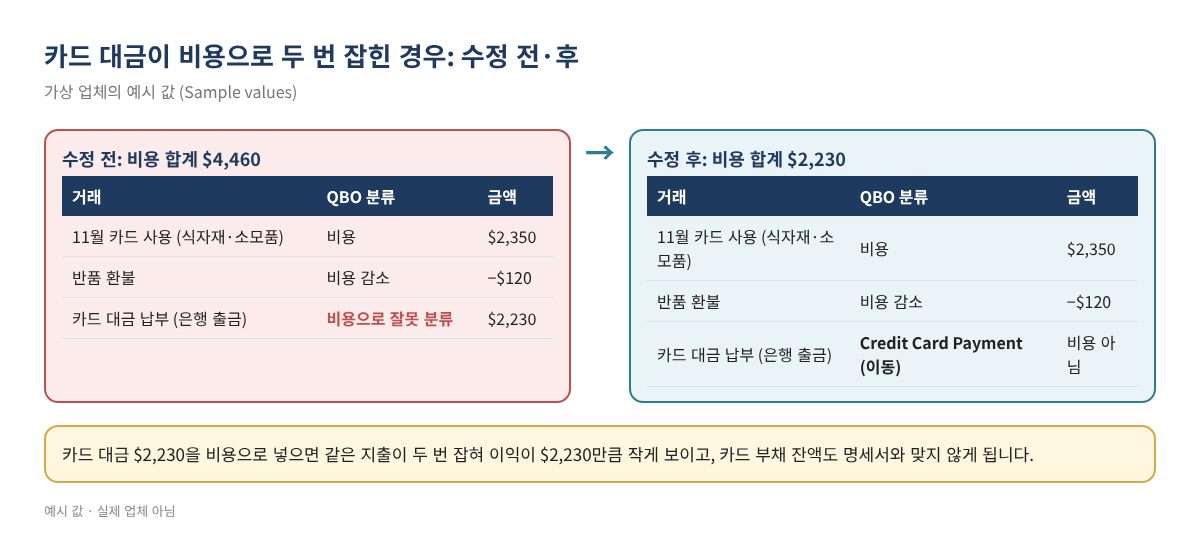 카드 대금이 비용으로 두 번 잡힌 경우: 수정 전·후
가상 업체의 예시 값 (Sample values)
수정 전: 비용 합계 $4,460
거래 QBO 분류 금액
11월 카드 사용 (식자재·소모품) 비용 $2,350
반품 환불 비용 감소 −$120
카드 대금 납부 (은행 출금) 비용으로 잘못 분류 $2,230
→
수정 후: 비용 합계 $2,230
거래 QBO 분류 금액
11월 카드 사용 (식자재·소
모품)
비용 $2,350
반품 환불 비용 감소 −$120
카드 대금 납부 (은행 출금)
Credit Card Payment
(이동)
비용 아
님
카드 대금 $2,230을 비용으로 넣으면 같은 지출이 두 번 잡혀 이익이 $2,230만큼 작게 보이고, 카드 부채 잔액도 명세서와 맞지 않게 됩니다.
예시 값 · 실제 업체 아님